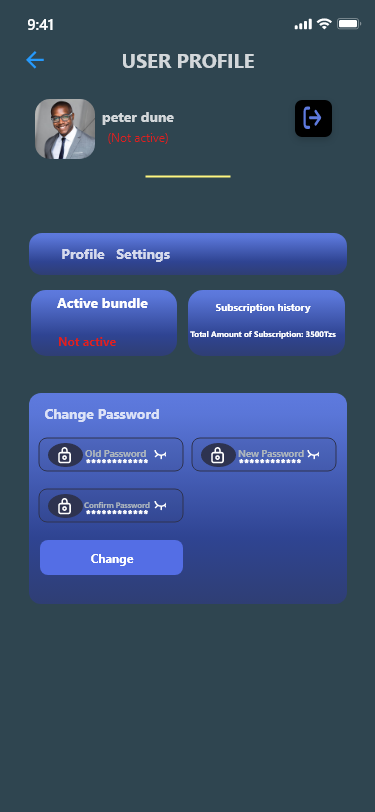 9:41
USER PROFILE
peter dune
(Not active)
Profile Settings
Active bundle
Not active
Subscription history
Total Amount of Subscription: 3500Tzs
Change Password
Old Password
************
New Password
************
Confirm Password
************
Change